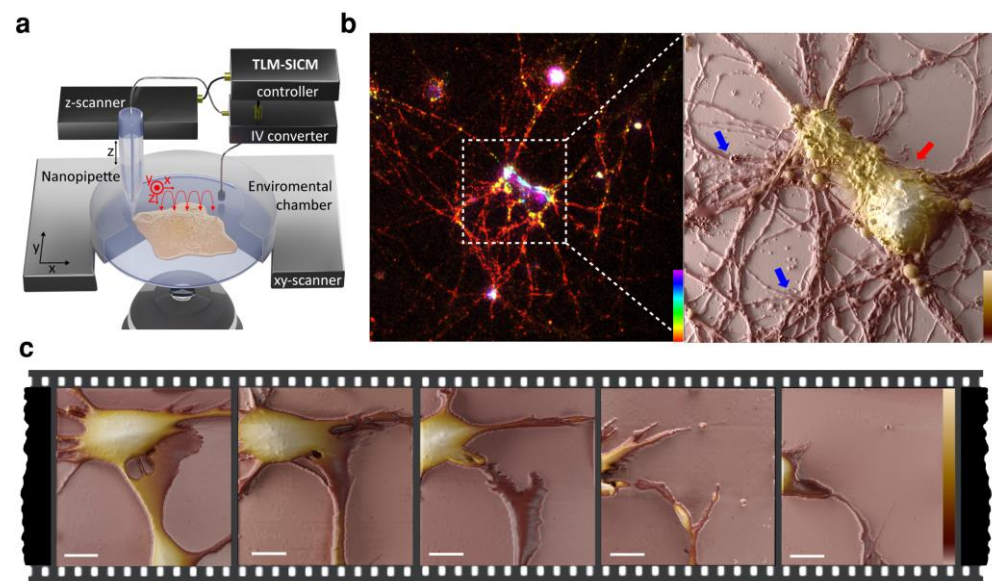 a
TLM-SICM
controller
z-scanner
IV converter
z
Nanopipette
y x
z
Enviromental
chamber
y
x
xy-scanner
b
c